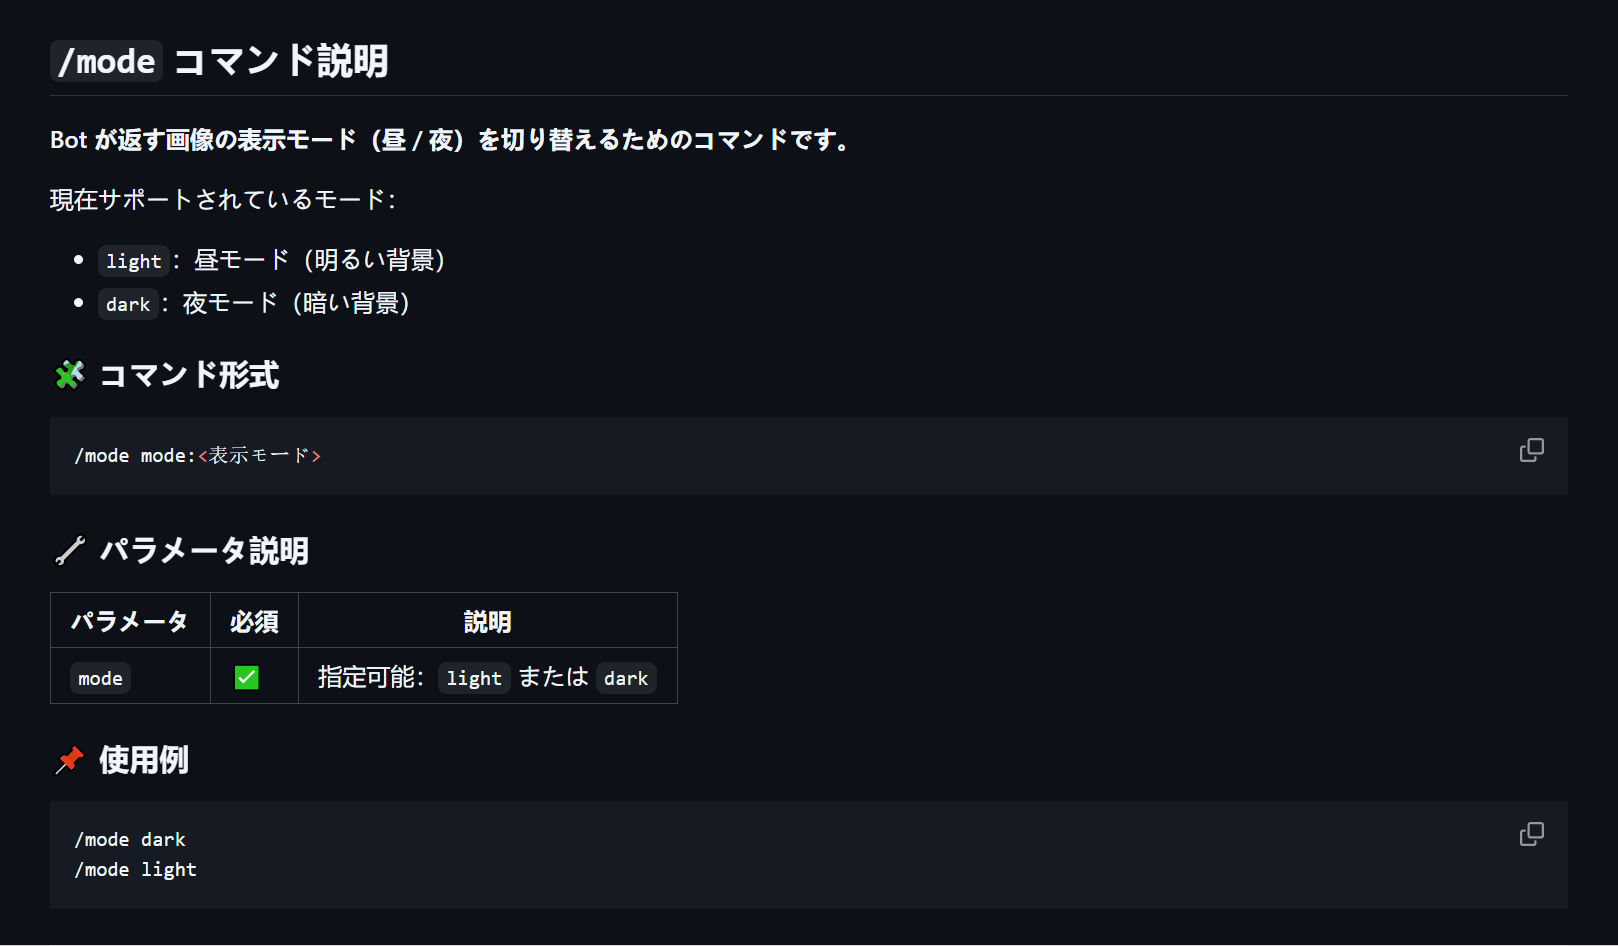 /mode コマンド説明
Bot が返す画像の表示モード（昼 / 夜）を切り替えるためのコマンドです。
現在サポートされているモード：
light：昼モード（明るい背景）
dark：夜モード（暗い背景）
🧩 コマンド形式
/mode mode:<表示モード>
🔧 パラメータ説明
パラメータ 必須 説明
mode ✅ 指定可能：light または dark
📌 使用例
/mode dark
/mode light